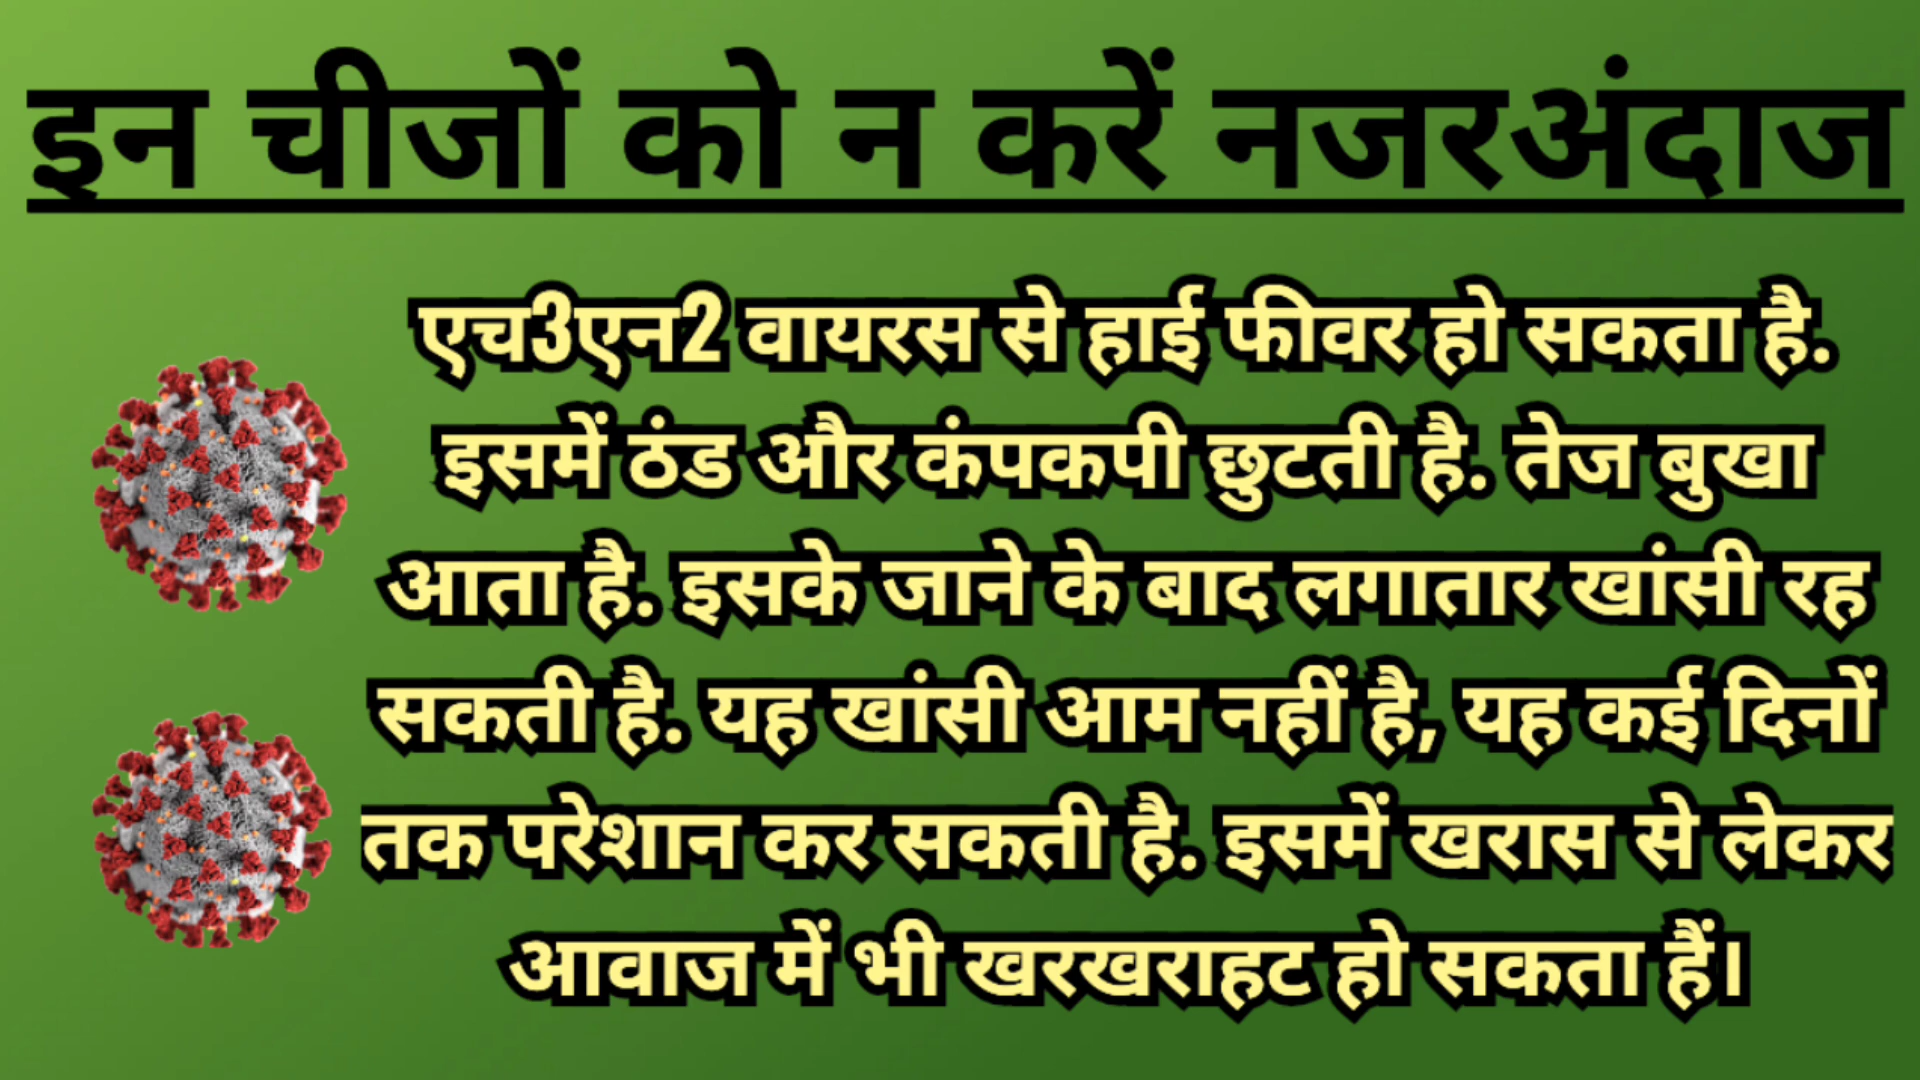 इन चीजों को न करें नजरअंदाज
एच3एन2 वायरस से हाई फीवर हो सकता है.
इसमें ठंड और कंपकपी छुटती है. तेज बुखा
आता है. इसके जाने के बाद लगातार खांसी रह
सकती है. यह खांसी आम नहीं है, यह कई दिनों
तक परेशान कर सकती है. इसमें खरास से लेकर
आवाज में भी खरखराहट हो सकता हैं।